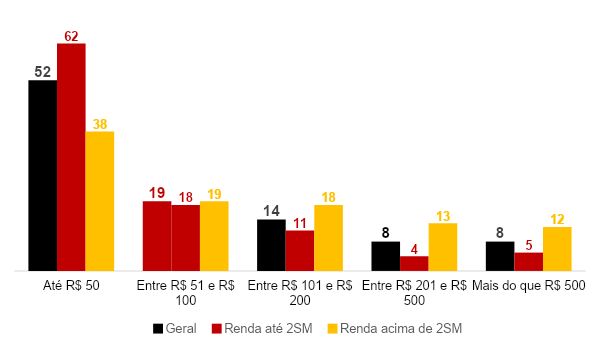 52
62
38
19
18
19
14
11
18
8
4
13
8
5
12
Até R$ 50
Entre R$ 51 e R$
100
Entre R$ 101 e R$
200
Entre R$ 201 e R$
500
Mais do que R$ 500
Geral
Renda até 2SM
Renda acima de 2SM